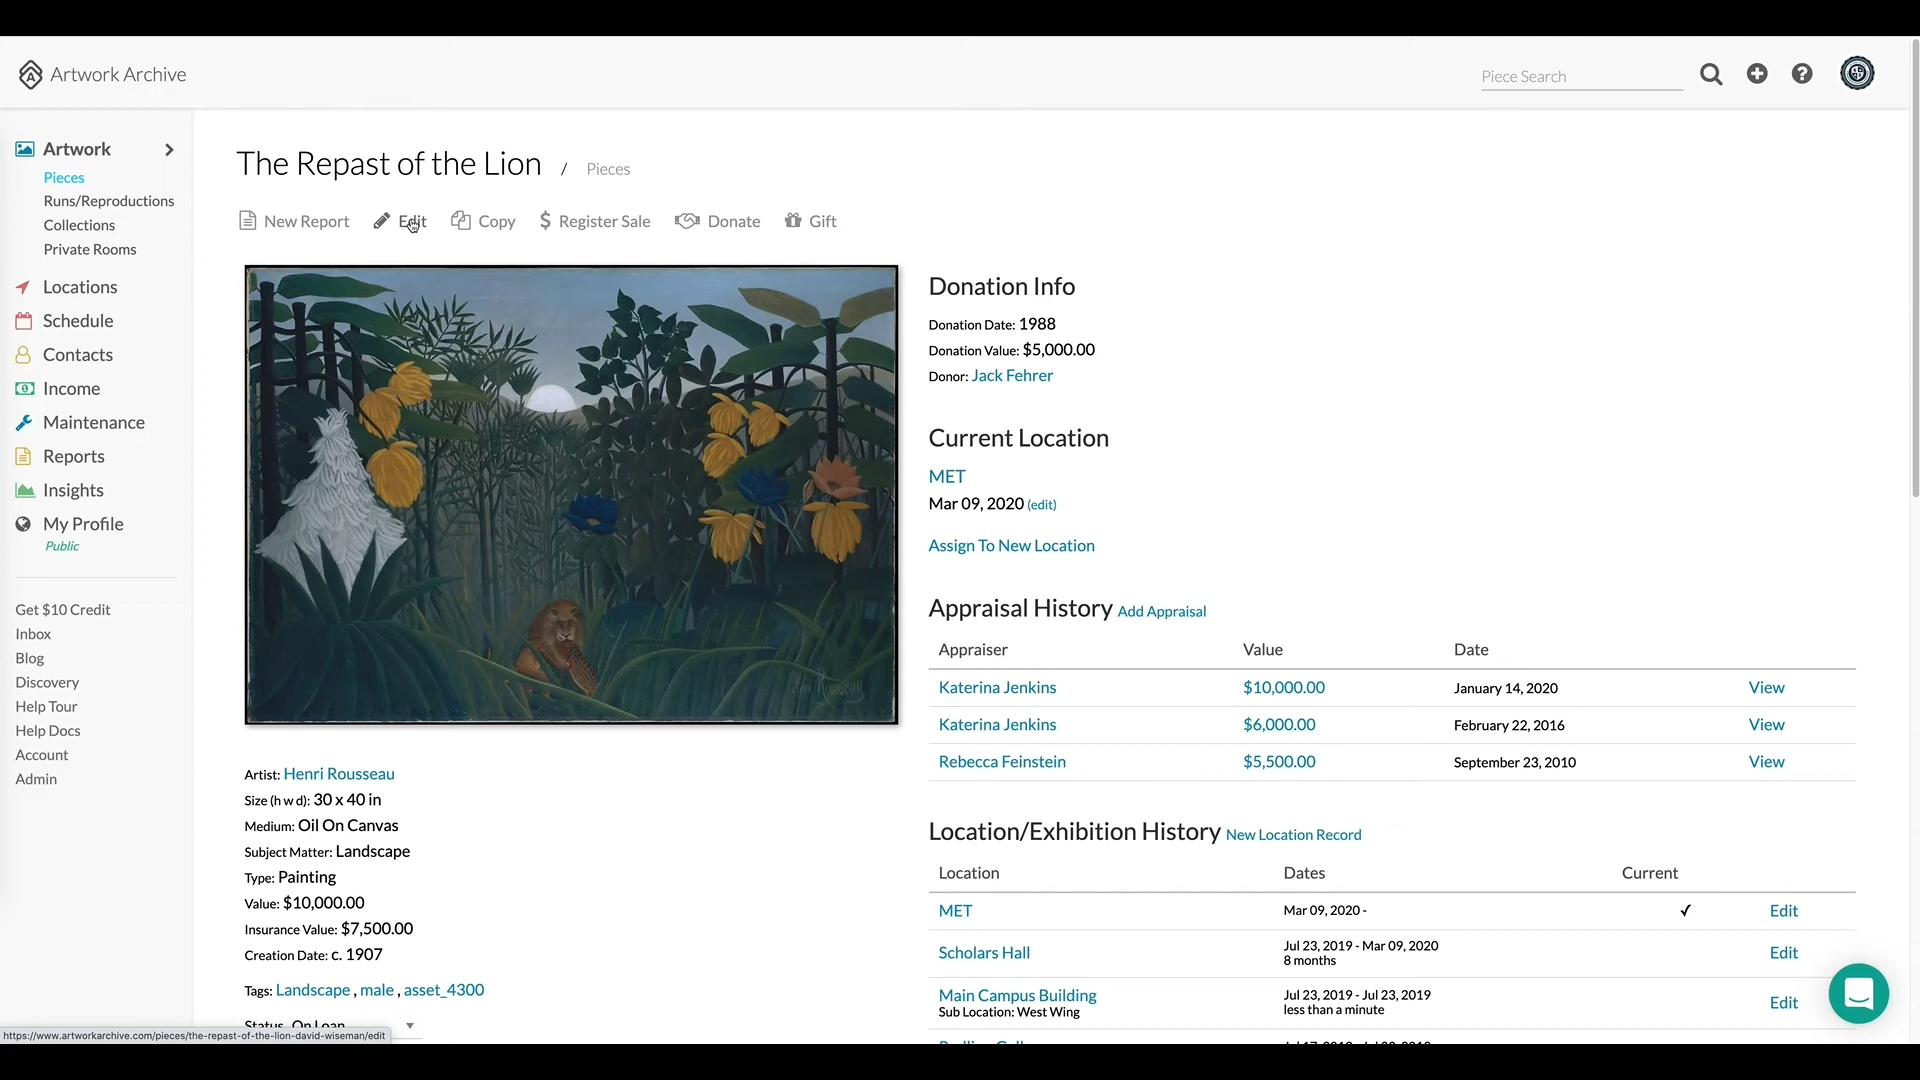 Artwork Archive
Piece Search
Artwork
Pieces
Runs/Reproductions
Collections
Private Rooms
Locations
Schedule
Contacts
Income
Maintenance
Reports
Insights
My Profile
Public
Get $10 Credit
Inbox
Blog
Discovery
Help Tour
Help Docs
Account
Admin
The Repast of the Lion / Pieces
New Report Edit Copy Register Sale Donate Gift
Henri Rousseau
Artist: Henri Rousseau
Size (h w d): 30 x 40 in
Medium: Oil On Canvas
Subject Matter: Landscape
Type: Painting
Value: $10,000.00
Insurance Value: $7,500.00
Creation Date: c. 1907
Tags: Landscape , male , asset_4300
Status On Loan
Donation Info
Donation Date: 1988
Donation Value: $5,000.00
Donor: Jack Fehrer
Current Location
MET
Mar 09, 2020 (edit)
Assign To New Location
Appraisal History Add Appraisal
Appraiser Value Date
Katerina Jenkins $10,000.00 January 14, 2020 View
Katerina Jenkins $6,000.00 February 22, 2016 View
Rebecca Feinstein $5,500.00 September 23, 2010 View
Location/Exhibition History New Location Record
Location Dates Current
MET Mar 09, 2020 - ✓ Edit
Scholars Hall Jul 23, 2019 - Mar 09, 2020 Edit
8 months
Main Campus Building Jul 23, 2019 - Jul 23, 2019 Edit
Sub Location: West Wing less than a minute
https://www.artworkarchive.com/pieces/the-repast-of-the-lion-david-wiseman/edit